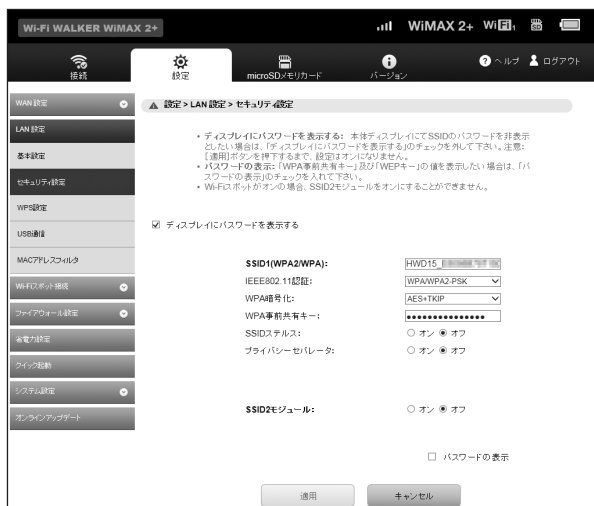 Wi-Fi WALKER WiMAX 2+
WiMAX 2+ WiFi1 SD
接続 設定 microSDメモリカード バージョン ヘルプ ログアウト
WAN 設定
LAN 設定
基本設定
セキュリティ設定
WPS設定
USB通信
MACアドレスフィルタ
Wi-Fiスポット接続
ファイアウォール設定
省電力設定
クイック起動
システム設定
オンラインアップデート
設定 > LAN 設定 > セキュリティ設定
• ディスプレイにパスワードを表示する: 本体ディスプレイにてSSIDのパスワードを非表示
としたい場合は、「ディスプレイにパスワードを表示する」のチェックを外して下さい。注意:
[適用]ボタンを押下するまで、設定はオンになりません。
• パスワードの表示:「WPA事前共有キー」及び「WEPキー」の値を表示したい場合は、「パ
スワードの表示」のチェックを入れて下さい。
• Wi-Fiスポットがオンの場合、SSID2モジュールをオンにすることができません。
ディスプレイにパスワードを表示する
SSID1(WPA2/WPA): HWD15_
IEEE802.11認証: WPA/WPA2-PSK
WPA暗号化: AES+TKIP
WPA事前共有キー: •••••••••••••••
SSIDステルス: オン オフ
プライバシーセパレータ: オン オフ
SSID2モジュール: オン オフ
パスワードの表示
適用 キャンセル